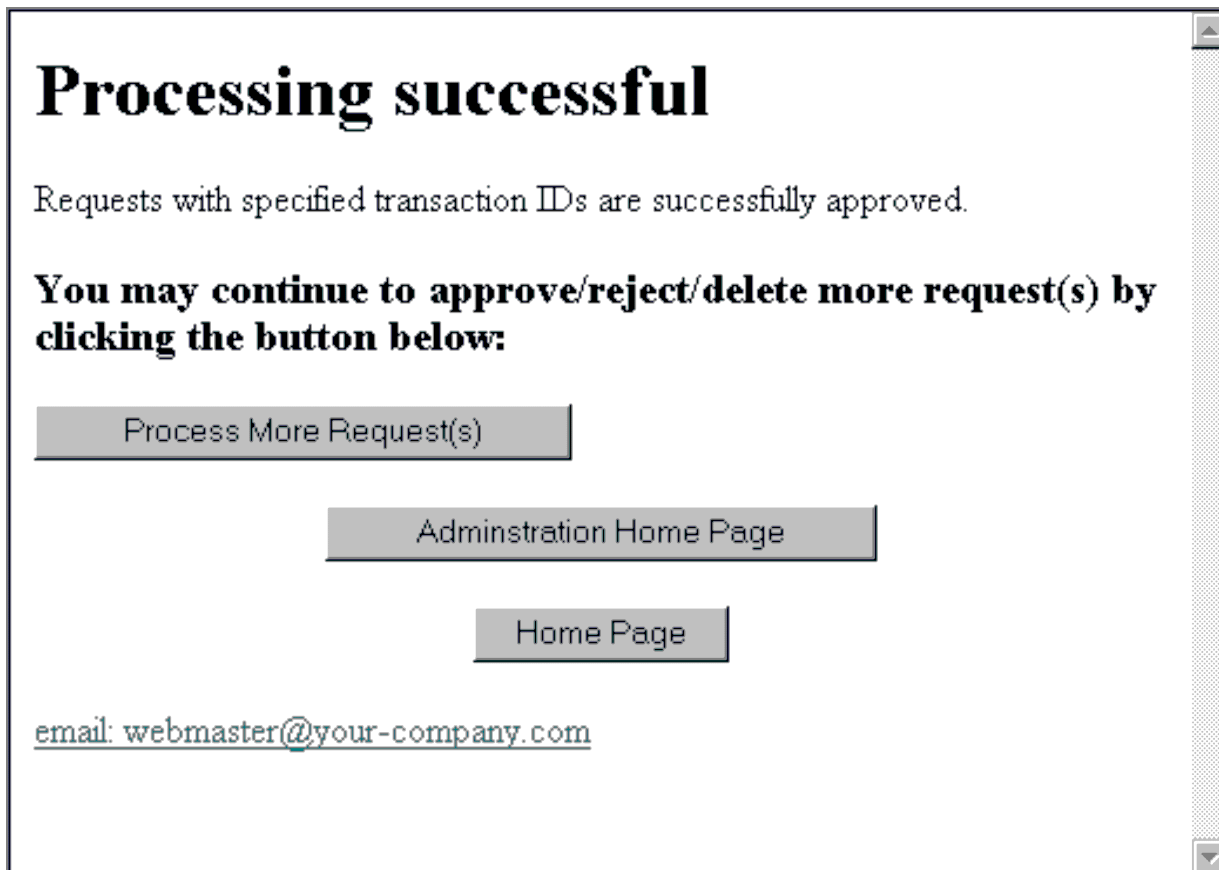 Processing successful
Requests with specified transaction IDs are successfully approved.
You may continue to approve/reject/delete more request(s) by
clicking the button below:
Process More Request(s)
Adminstration Home Page
Home Page
email: webmaster@your-company.com